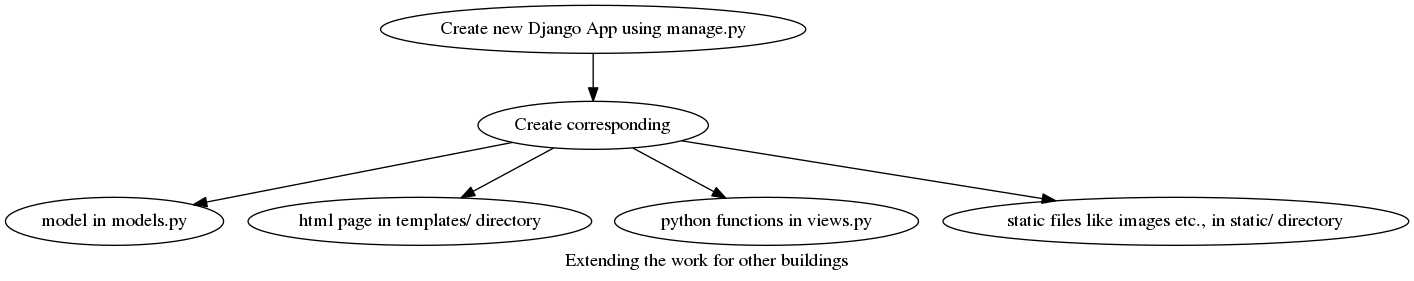 Create new Django App using manage.py
Create corresponding
model in models.py
html page in templates/ directory
python functions in views.py
static files like images etc., in static/ directory
Extending the work for other buildings